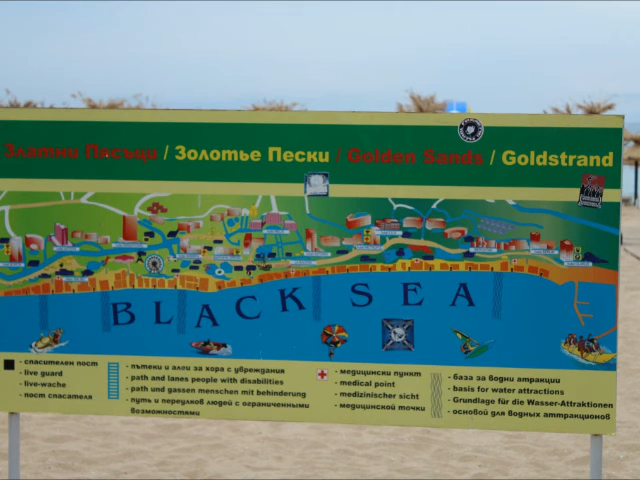 Златни Пясъци / Золотье Пески / Golden Sands / Goldstrand
BLACK SEA
- спасителен пост
- live guard
- live-wache
- пост спасателя
- пътеки и алеи за хора с увреждания
- path and lanes people with disabilities
- path und gassen menschen mit behinderung
- путь и переулков людей с ограниченными
возможностями
- медицински пункт
- medical point
- medizinischer sicht
- медицинской точки
- база за водни атракции
- basis for water attractions
- Grundlage für die Wasser-Attraktionen
- основой для водных аттракционов